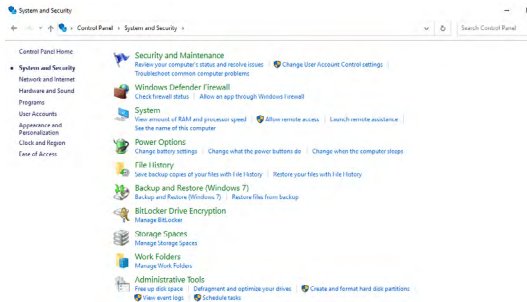 System and Security
Control Panel > System and Security >
Search Control Panel
Control Panel Home
System and Security
Network and Internet
Hardware and Sound
Programs
User Accounts
Appearance and
Personalization
Clock and Region
Ease of Access
Security and Maintenance
Review your computer's status and resolve issues | Change User Account Control settings |
Troubleshoot common computer problems
Windows Defender Firewall
Check firewall status | Allow an app through Windows Firewall
System
View amount of RAM and processor speed | Allow remote access | Launch remote assistance |
See the name of this computer
Power Options
Change battery settings | Change what the power buttons do | Change when the computer sleeps
File History
Save backup copies of your files with File History | Restore your files with File History
Backup and Restore (Windows 7)
Backup and Restore (Windows 7) | Restore files from backup
BitLocker Drive Encryption
Manage BitLocker
Storage Spaces
Manage Storage Spaces
Work Folders
Manage Work Folders
Administrative Tools
Free up disk space | Defragment and optimize your drives | Create and format hard disk partitions
View event logs | Schedule tasks